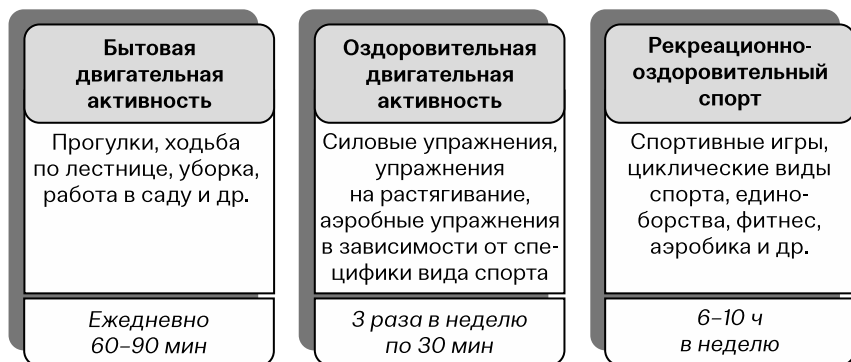 Бытовая
двигательная
активность
Прогулки, ходьба
по лестнице, уборка,
работа в саду и др.
Ежедневно
60–90 мин
Оздоровительная
двигательная
активность
Силовые упражнения,
упражнения
на растягивание,
аэробные упражнения
в зависимости от спе-
цифики вида спорта
3 раза в неделю
по 30 мин
Рекреационно-
оздоровительный
спорт
Спортивные игры,
циклические виды
спорта, едино-
борства, фитнес,
аэробика и др.
6–10 ч
в неделю